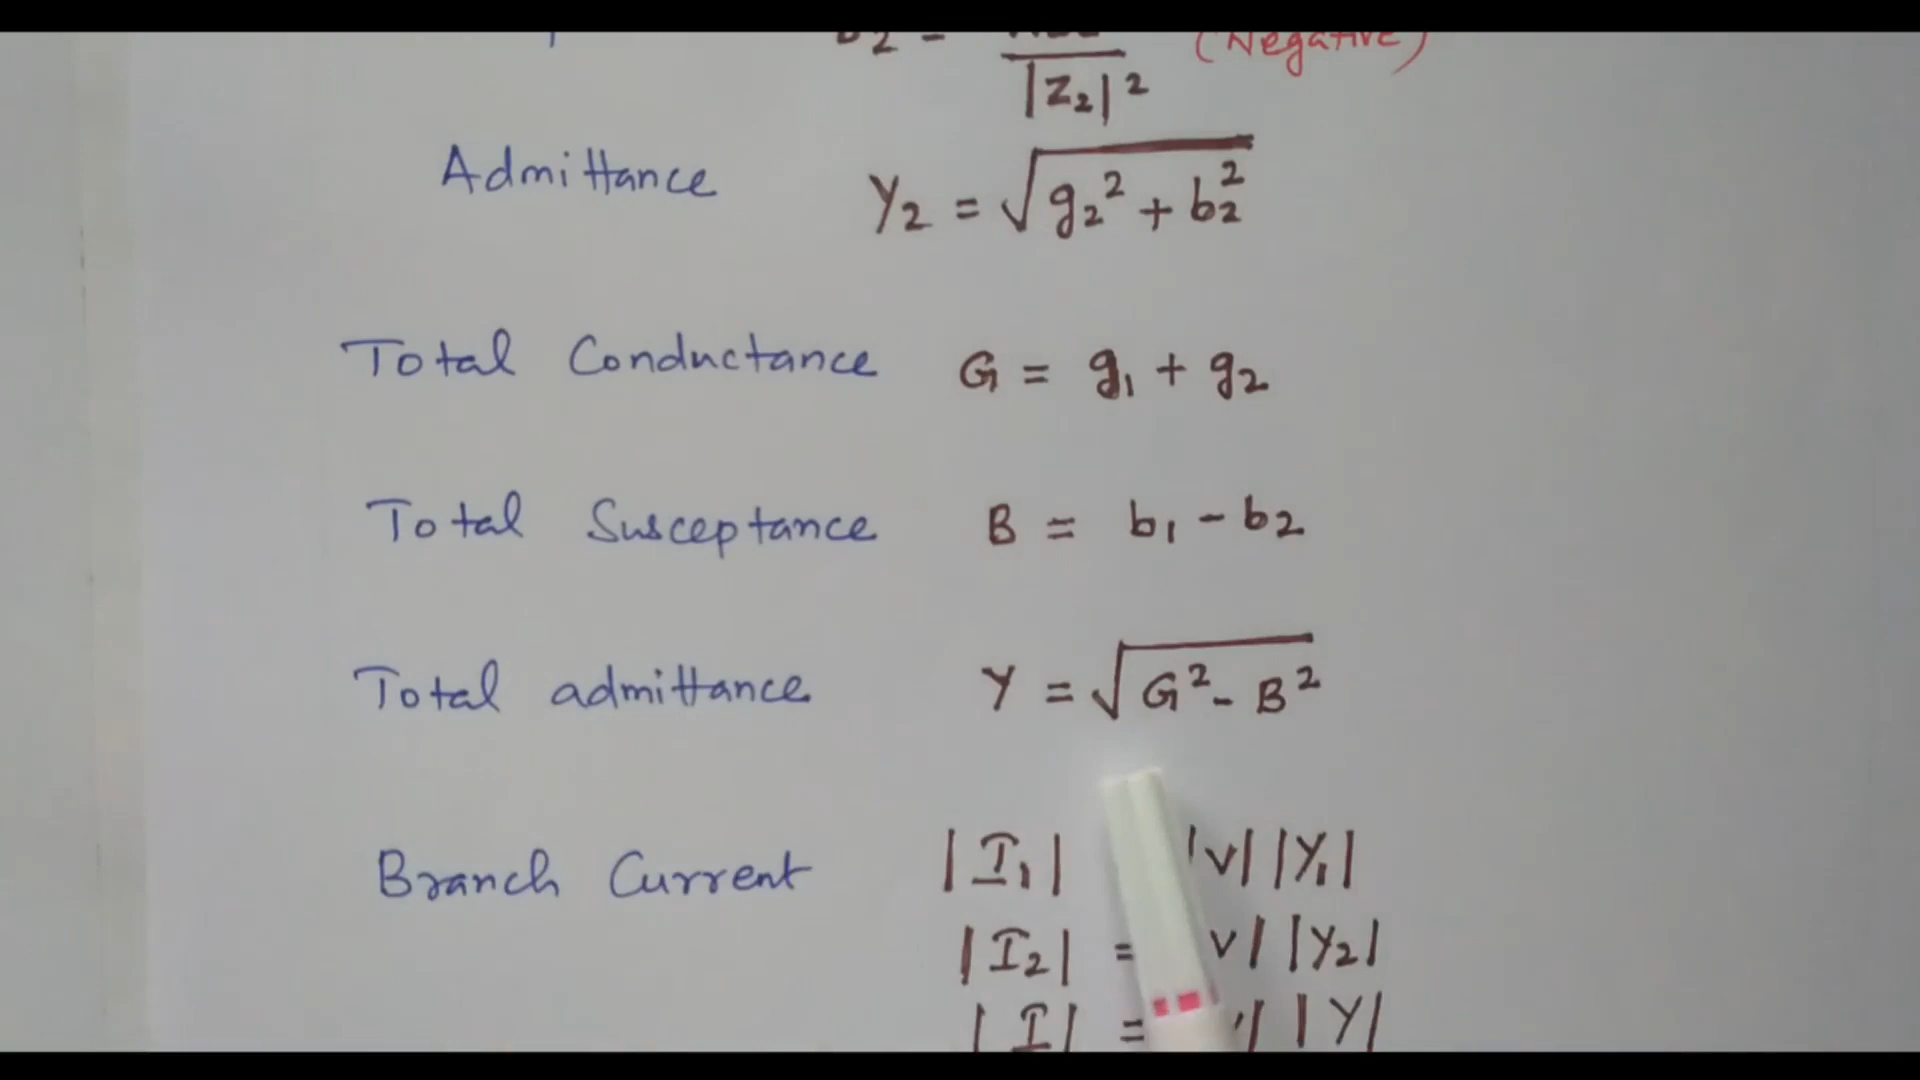 (Negative)
|Z₂|²
Admittance Y₂ = √(g₂² + b₂²)
Total Conductance G = g₁ + g₂
Total Susceptance B = b₁ - b₂
Total admittance Y = √(G² - B²)
Branch Current |I₁| |V| |Y₁|
|I₂| = V| |Y₂|
|I| = | |Y|